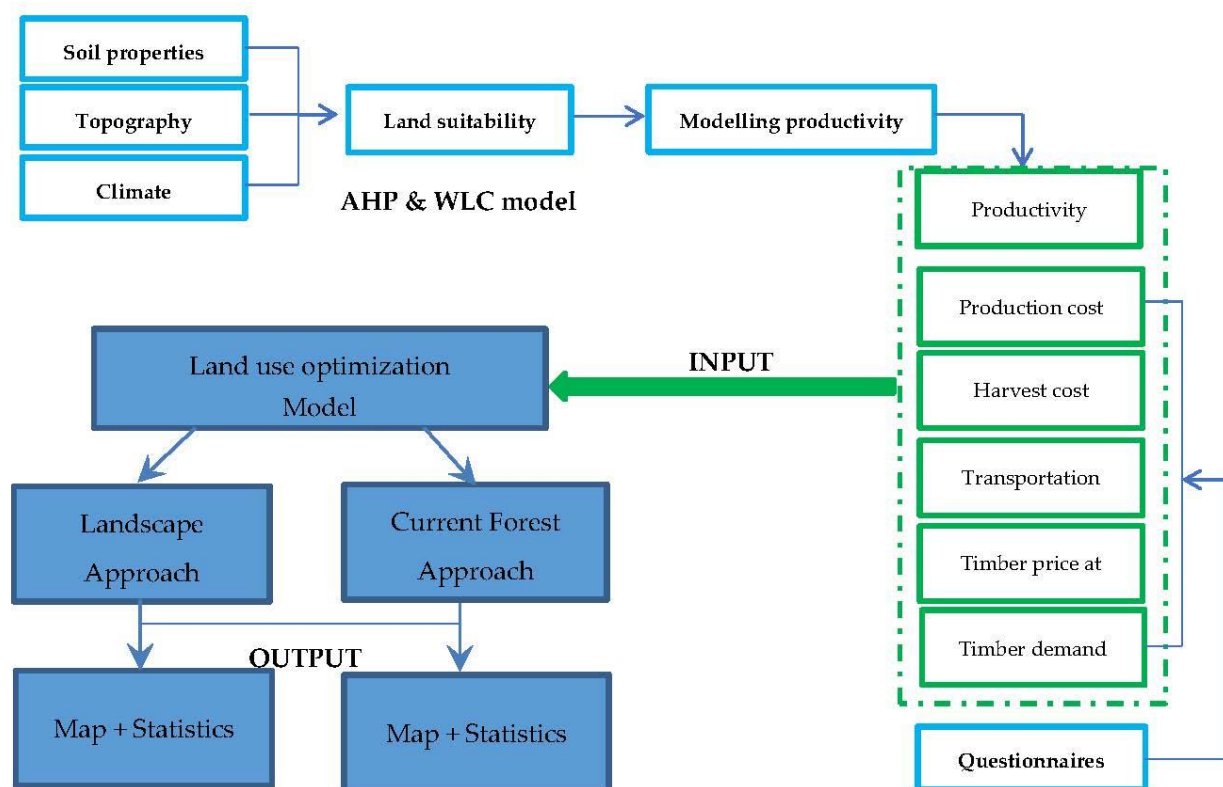 Soil properties
Topography
Climate
Land suitability
AHP & WLC model
Modelling productivity
Productivity
Production cost
Harvest cost
Transportation
Timber price at
Timber demand
Questionnaires
INPUT
Land use optimization
Model
Landscape
Approach
Current Forest
Approach
OUTPUT
Map + Statistics
Map + Statistics